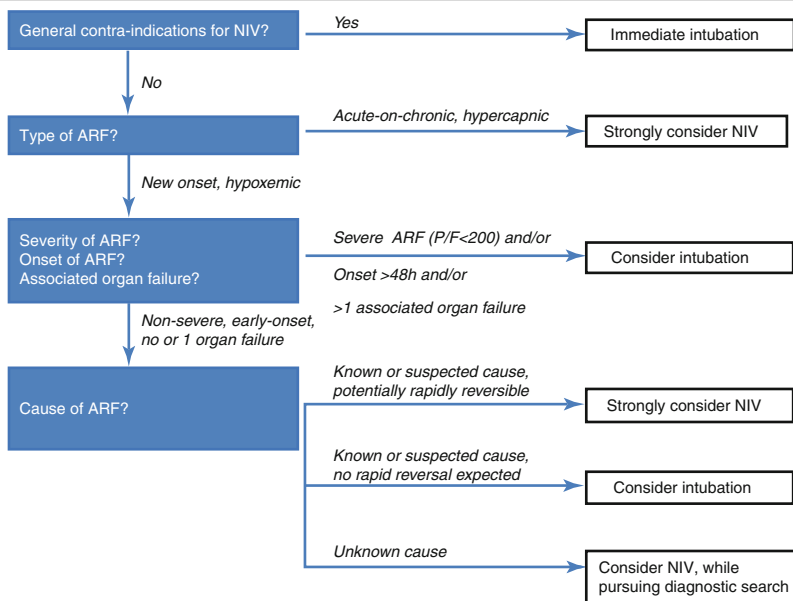 General contra-indications for NIV?
Yes
Immediate intubation
No
Type of ARF?
Acute-on-chronic, hypercapnic
Strongly consider NIV
New onset, hypoxemic
Severity of ARF?
Onset of ARF?
Associated organ failure?
Severe ARF (P/F<200) and/or
Onset >48h and/or
>1 associated organ failure
Consider intubation
Non-severe, early-onset,
no or 1 organ failure
Cause of ARF?
Known or suspected cause,
potentially rapidly reversible
Strongly consider NIV
Known or suspected cause,
no rapid reversal expected
Consider intubation
Unknown cause
Consider NIV, while
pursuing diagnostic search